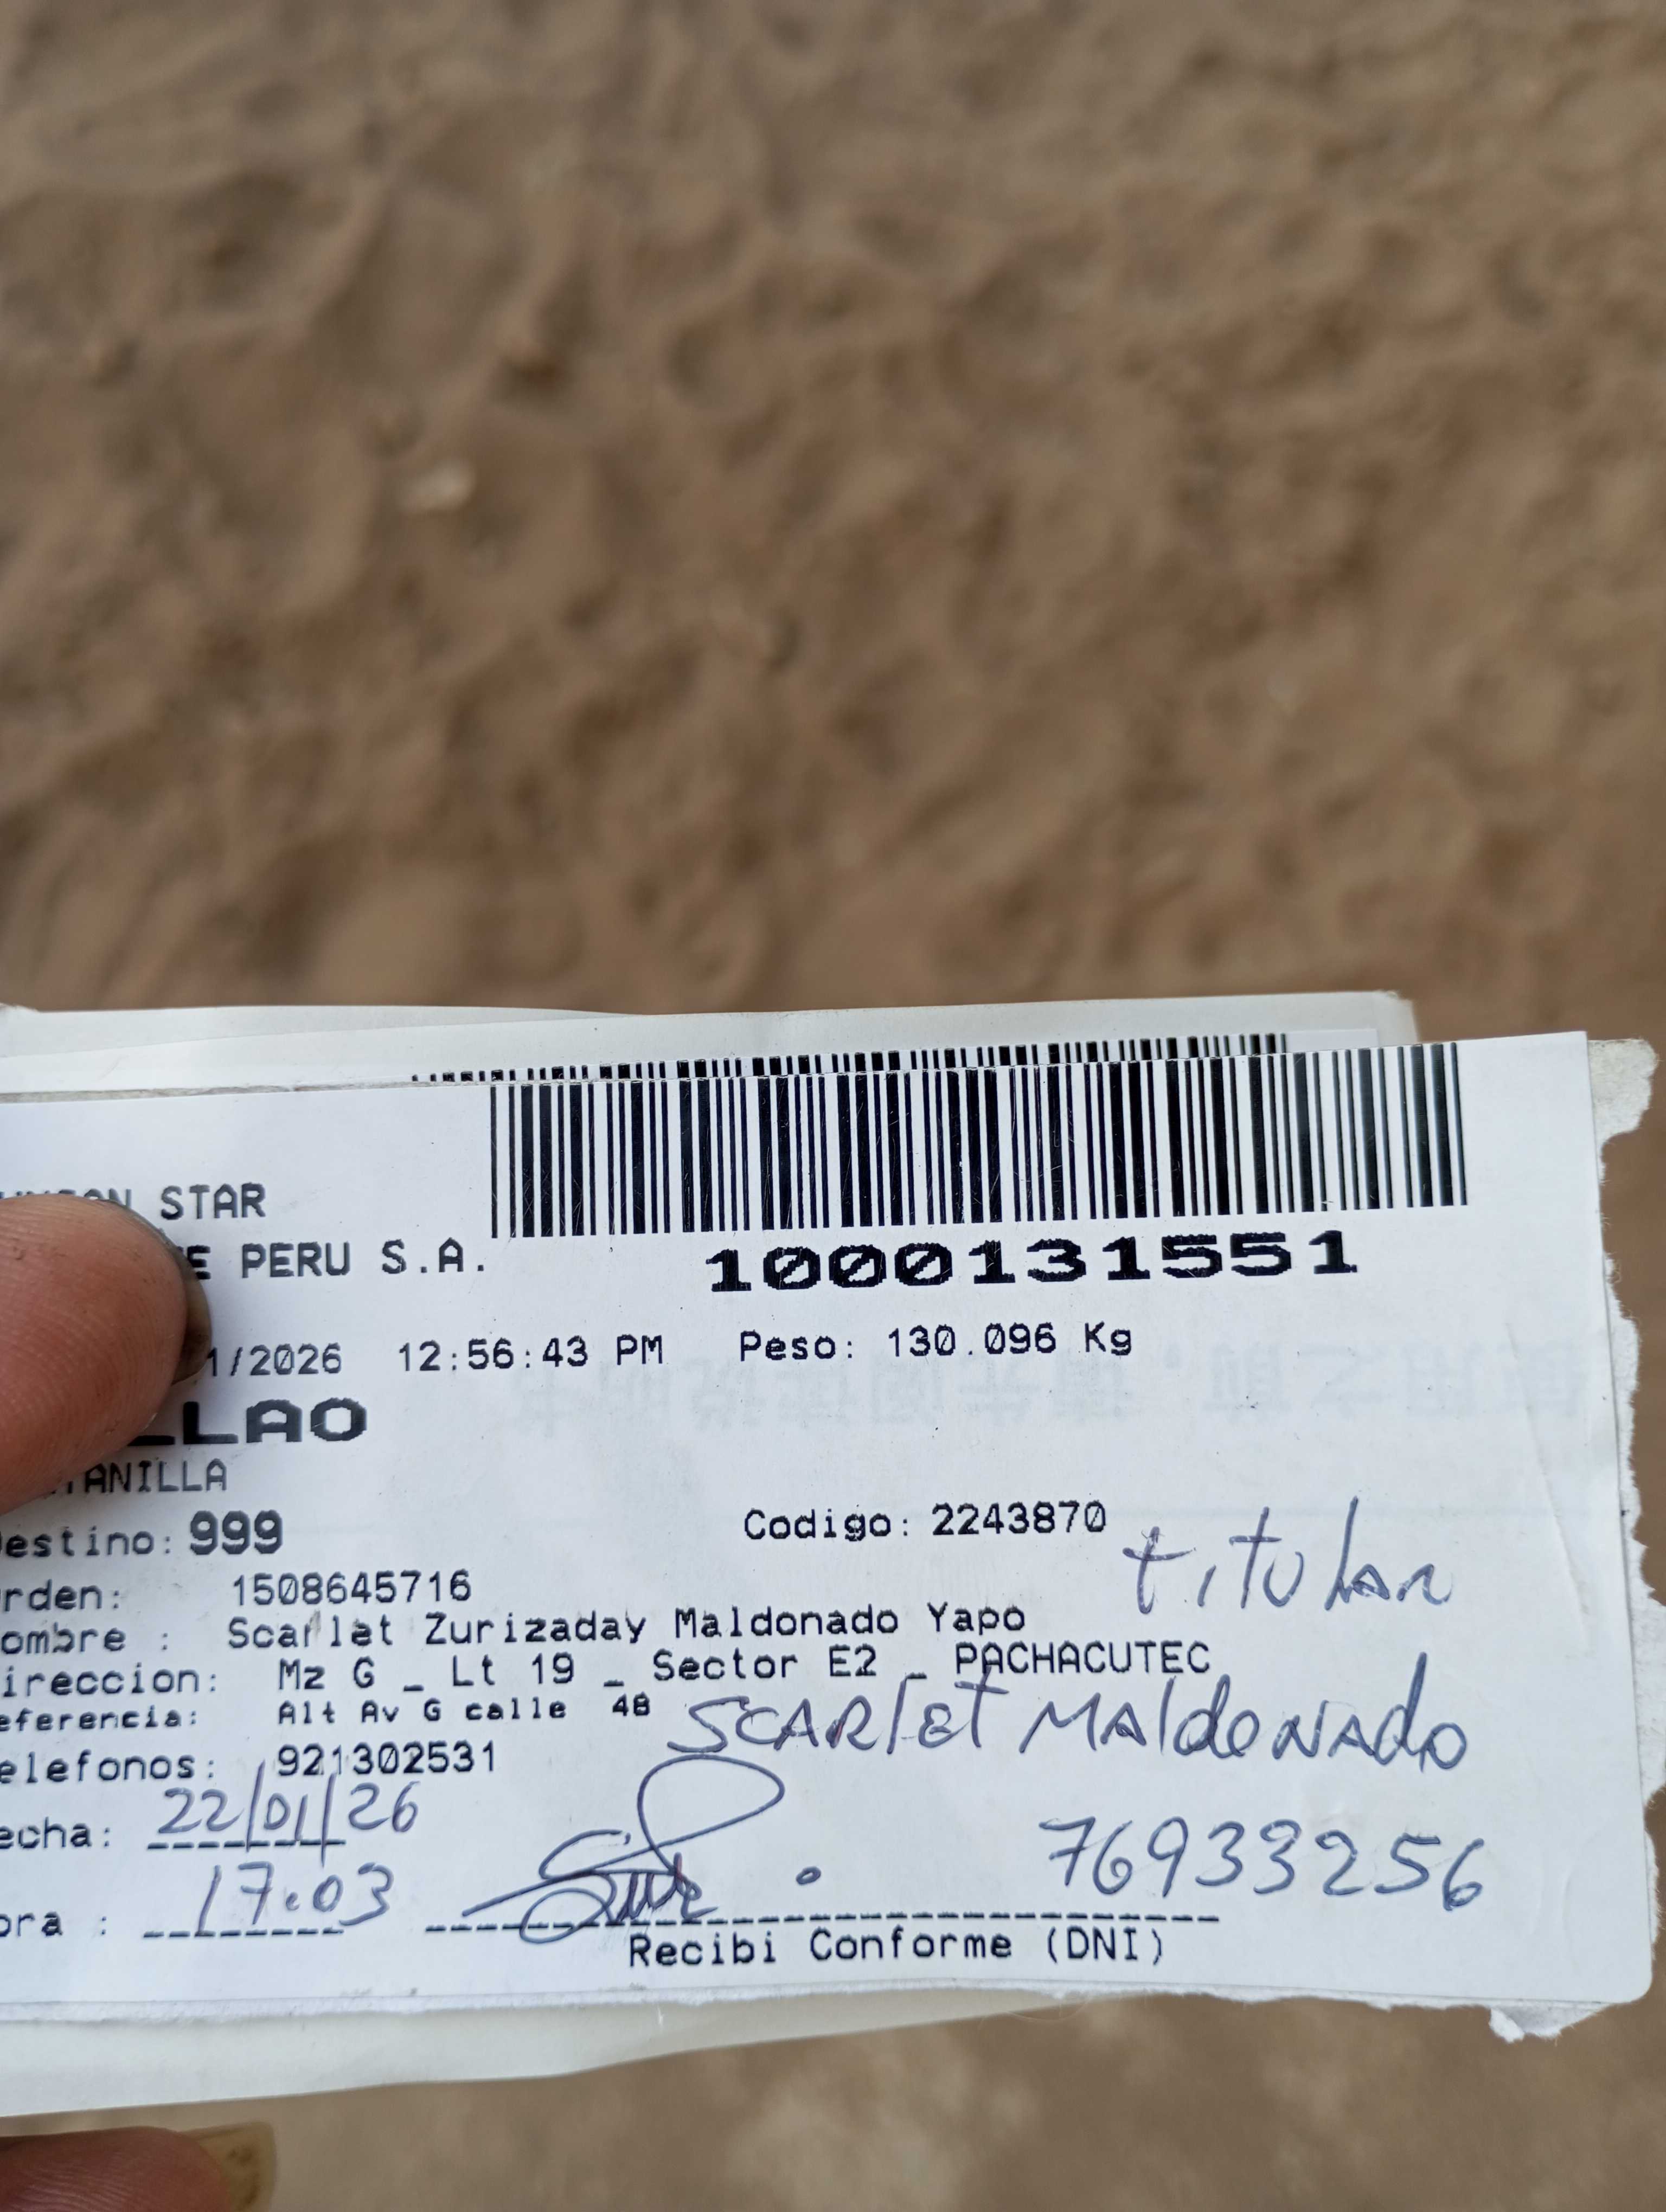 STAR
PERU S.A.
1000131551
1/2026 12:56:43 PM Peso: 130.096 Kg
LLAO
TANILLA
estino: 999 Codigo: 2243870
titular
rden: 1508645716
ombre : Scarlet Zurizaday Maldonado Yapo
ireccion: Mz G _ Lt 19 _ Sector E2 _ PACHACUTEC
eferencia: Alt Av G calle 48
SCARlET MAldoNAdo
elefonos: 921302531
echa: 22/01/26
76933256
ora : 17:03
Recibi Conforme (DNI)